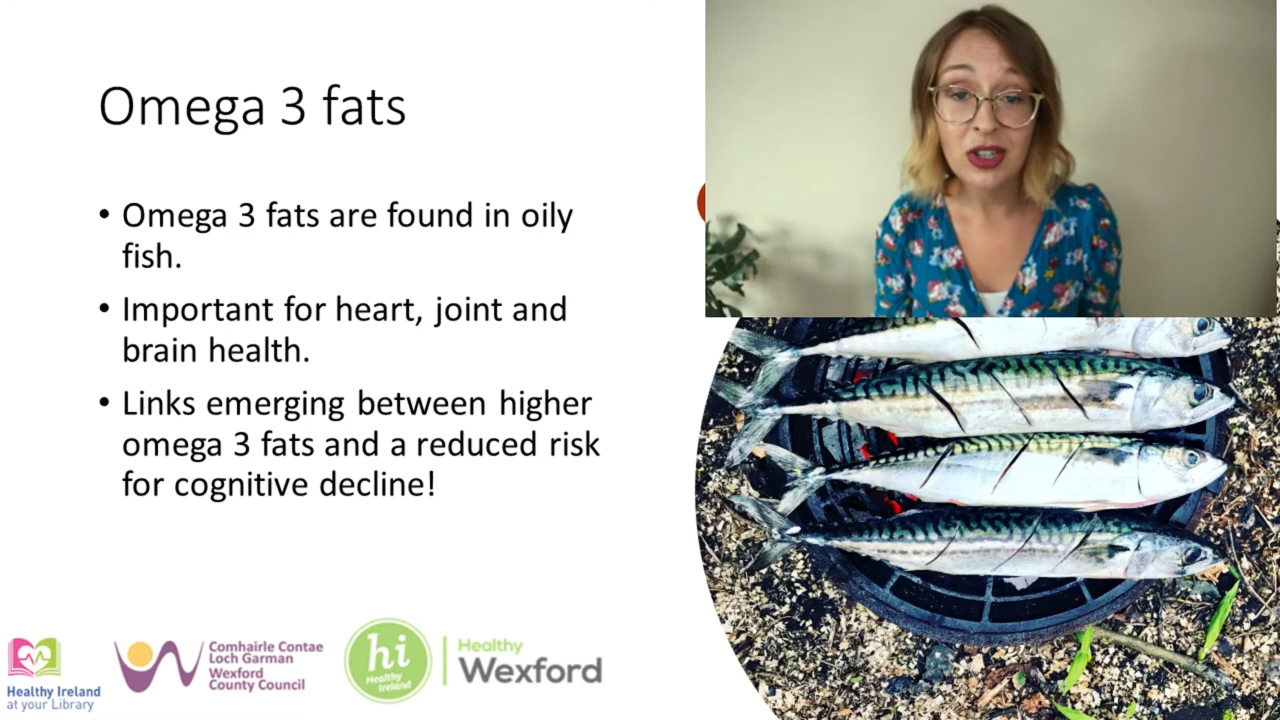 Omega 3 fats
• Omega 3 fats are found in oily
fish.
• Important for heart, joint and
brain health.
• Links emerging between higher
omega 3 fats and a reduced risk
for cognitive decline!
Healthy Ireland
at your Library
Comhairle Contae
Loch Garman
Wexford
County Council
hi
Healthy
Ireland
Healthy
Wexford